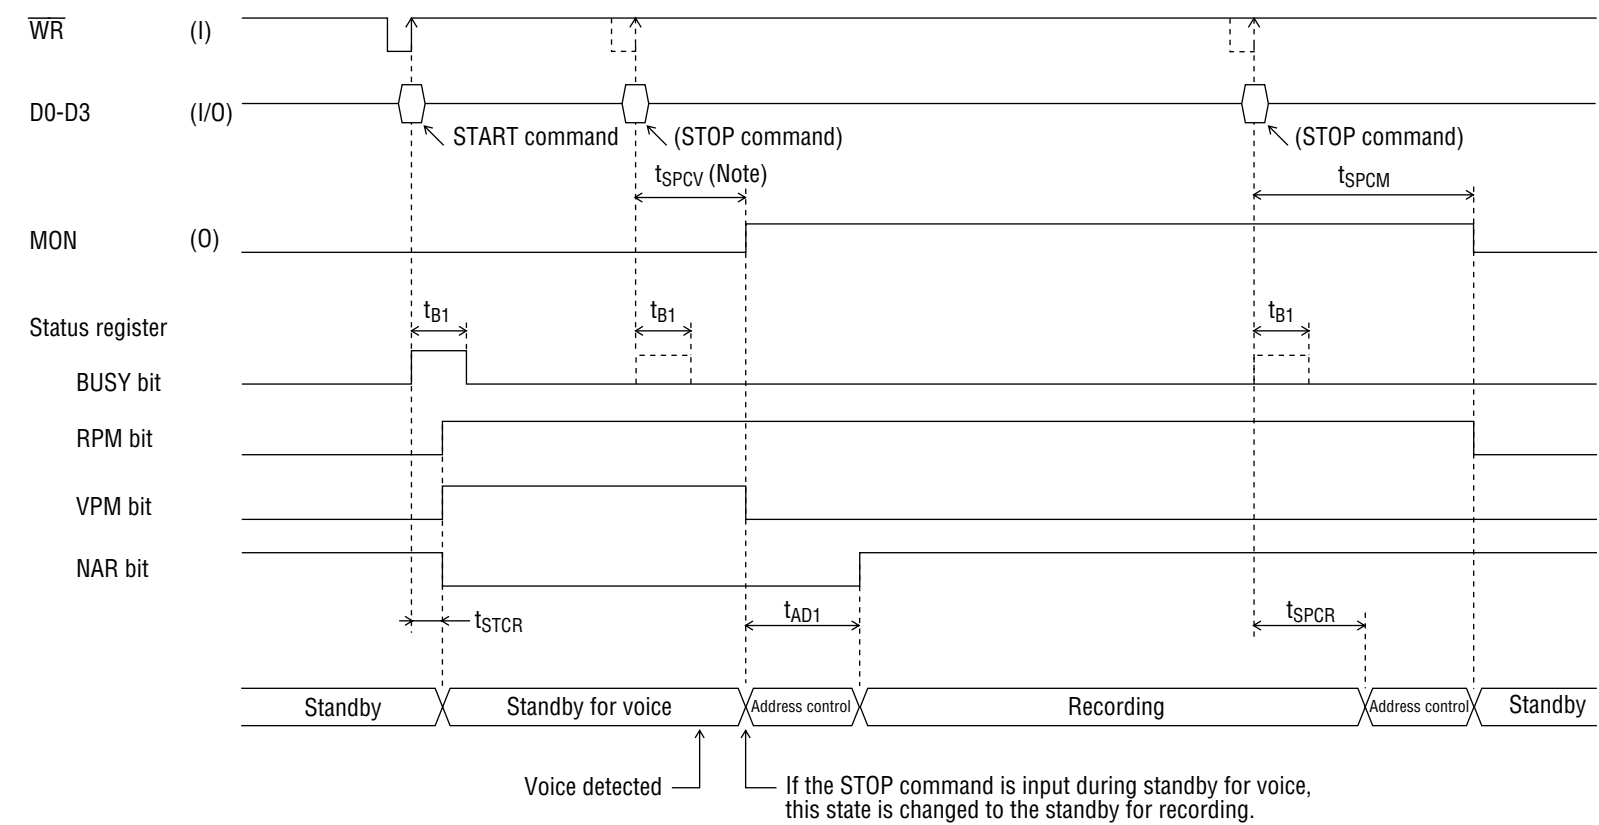 WR (I)
D0-D3 (I/O)
START command
(STOP command)
(STOP command)
tSPCV (Note)
tSPCM
MON (O)
tB1
tB1
tB1
Status register
BUSY bit
RPM bit
VPM bit
NAR bit
tSTCR
tAD1
tSPCR
Standby
Standby for voice
Address control
Recording
Address control
Standby
Voice detected
If the STOP command is input during standby for voice,
this state is changed to the standby for recording.